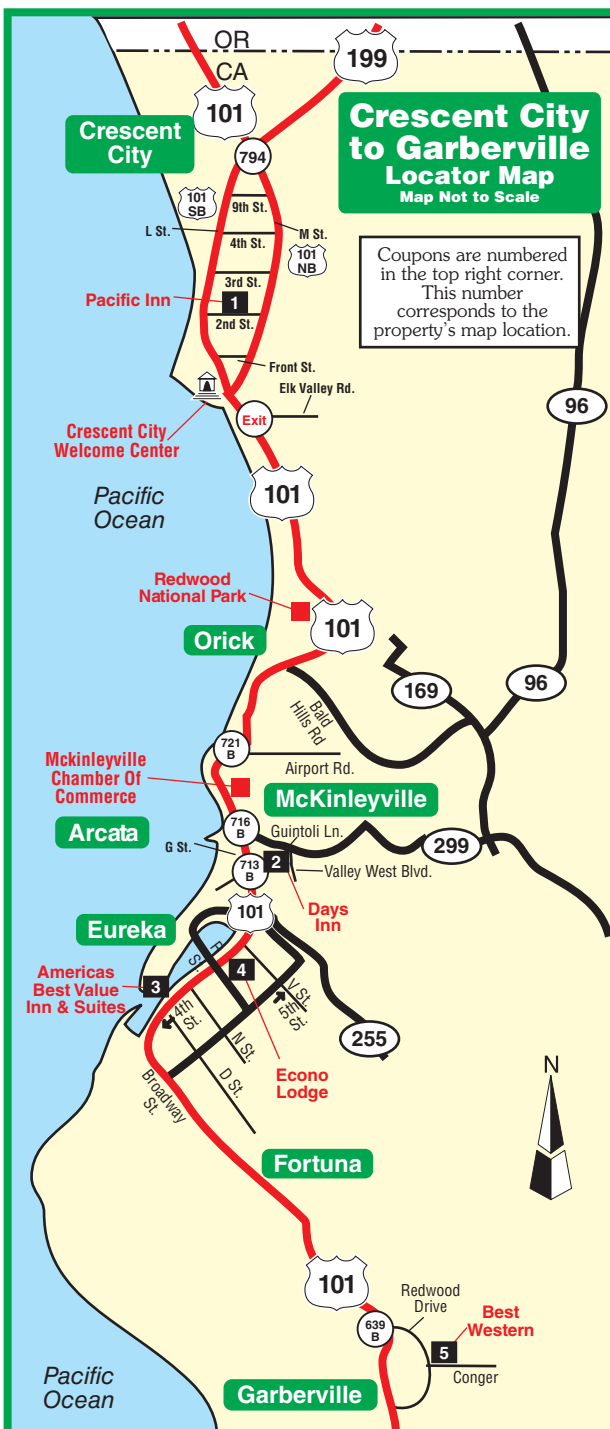 OR
CA
199
101
Crescent
City
Crescent City
to Garberville
Locator Map
Map Not to Scale
794
101
SB
9th St.
L St.
M St.
4th St.
101
NB
Coupons are numbered
in the top right corner.
This number
corresponds to the
property's map location.
3rd St.
Pacific Inn
1
2nd St.
Front St.
Elk Valley Rd.
96
Exit
Crescent City
Welcome Center
101
Pacific
Ocean
Redwood
National Park
101
Orick
169
96
Bald
Hills Rd
721
B
Airport Rd.
Mckinleyville
Chamber Of
Commerce
McKinleyville
716
B
Arcata
Guintoli Ln.
299
G St.
713
B
2
Valley West Blvd.
Days
Inn
101
Eureka
Americas
Best Value
Inn & Suites
3
4
V St.
5th St.
4th
St.
255
N St.
D St.
Econo
Lodge
Broadway
St.
N
Fortuna
101
Redwood
Drive
639
B
Best
Western
5
Conger
Pacific
Ocean
Garberville